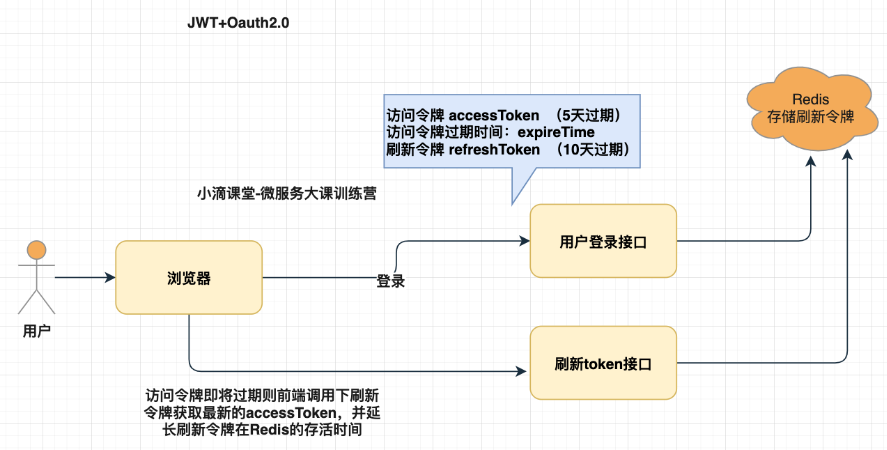 JWT+Oauth2.0
Redis
存储刷新令牌
访问令牌 accessToken （5天过期）
访问令牌过期时间：expireTime
刷新令牌 refreshToken （10天过期）
小滴课堂-微服务大课训练营
用户登录接口
浏览器
登录
用户
刷新token接口
访问令牌即将过期则前端调用下刷新
令牌获取最新的accessToken，并延
长刷新令牌在Redis的存活时间